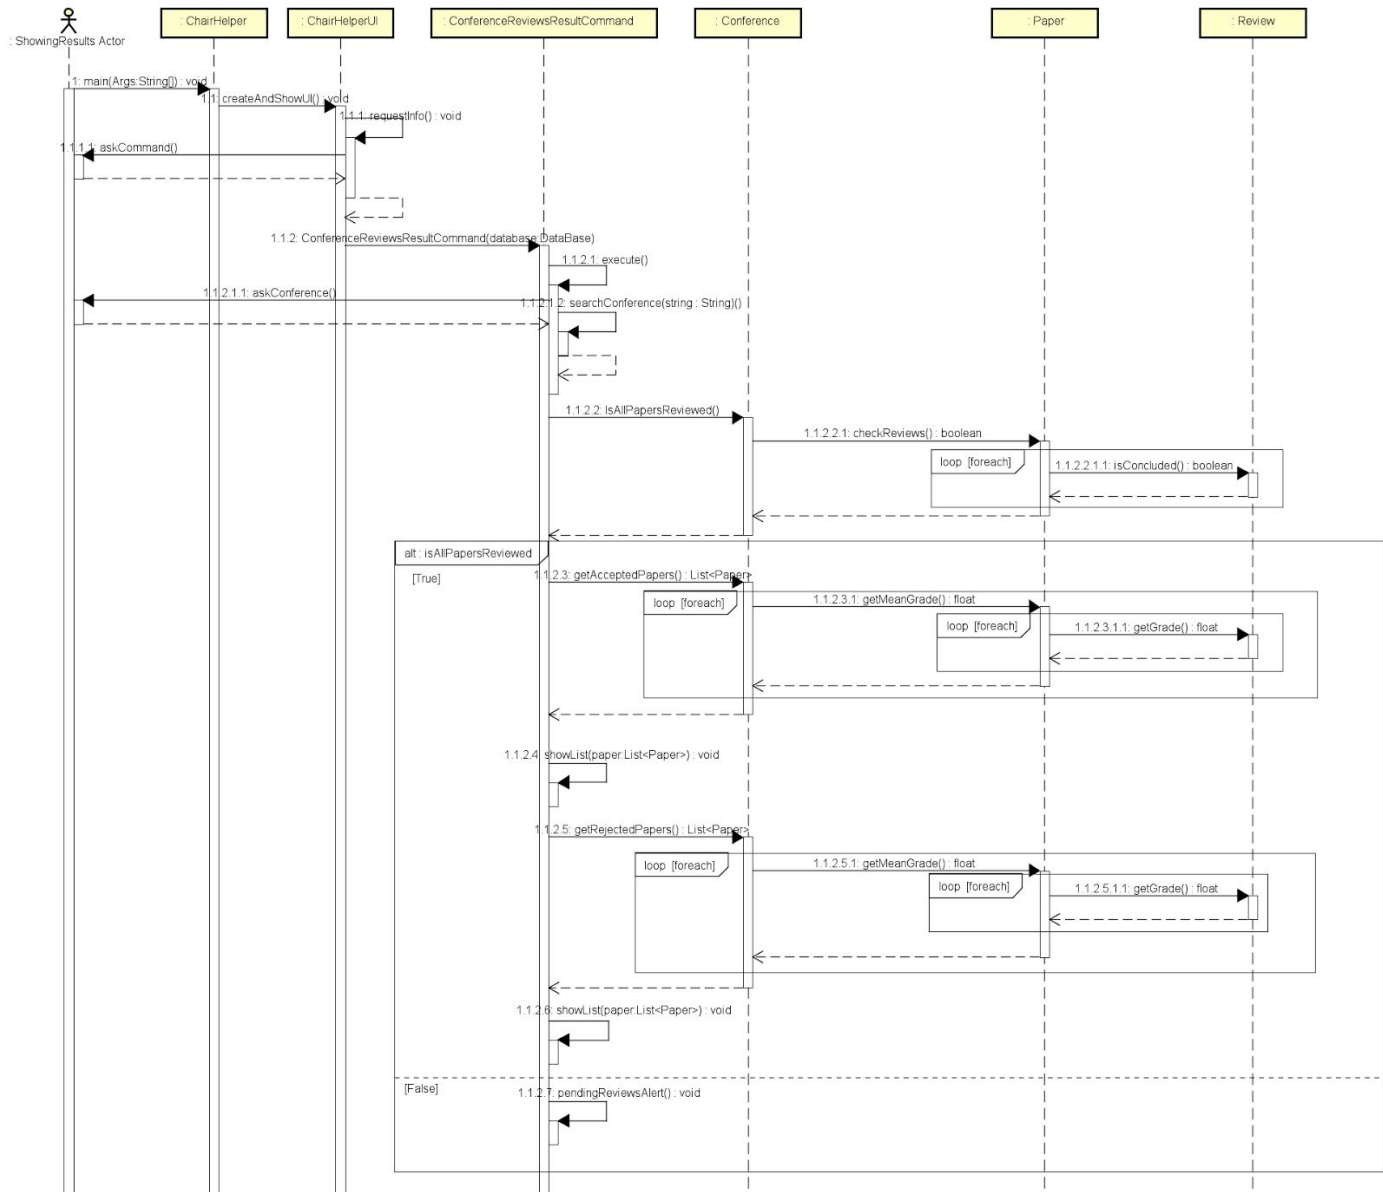 : ChairHelper
: ChairHelperUI
: ConferenceReviewsResultCommand
: Conference
: Paper
: Review
: ShowingResults Actor
1: main(Args:String[]) : void
1.1: createAndShowUI() : void
1.1.1: requestInfo() : void
1.1.1.1: askCommand()
1.1.2: ConferenceReviewsResultCommand(database:DataBase)
1.1.2.1: execute()
1.1.2.1.1: askConference()
1.1.2.1.2: searchConference(string : String)()
1.1.2.2: IsAllPapersReviewed()
1.1.2.2.1: checkReviews() : boolean
loop [foreach]
1.1.2.2.1.1: isConcluded() : boolean
alt : isAllPapersReviewed
[True]
1.1.2.3: getAcceptedPapers() : List<Paper>
loop [foreach]
1.1.2.3.1: getMeanGrade() : float
loop [foreach]
1.1.2.3.1.1: getGrade() : float
1.1.2.4: showList(paper:List<Paper>) : void
1.1.2.5: getRejectedPapers() : List<Paper>
loop [foreach]
1.1.2.5.1: getMeanGrade() : float
loop [foreach]
1.1.2.5.1.1: getGrade() : float
1.1.2.6: showList(paper:List<Paper>) : void
[False]
1.1.2.7: pendingReviewsAlert() : void